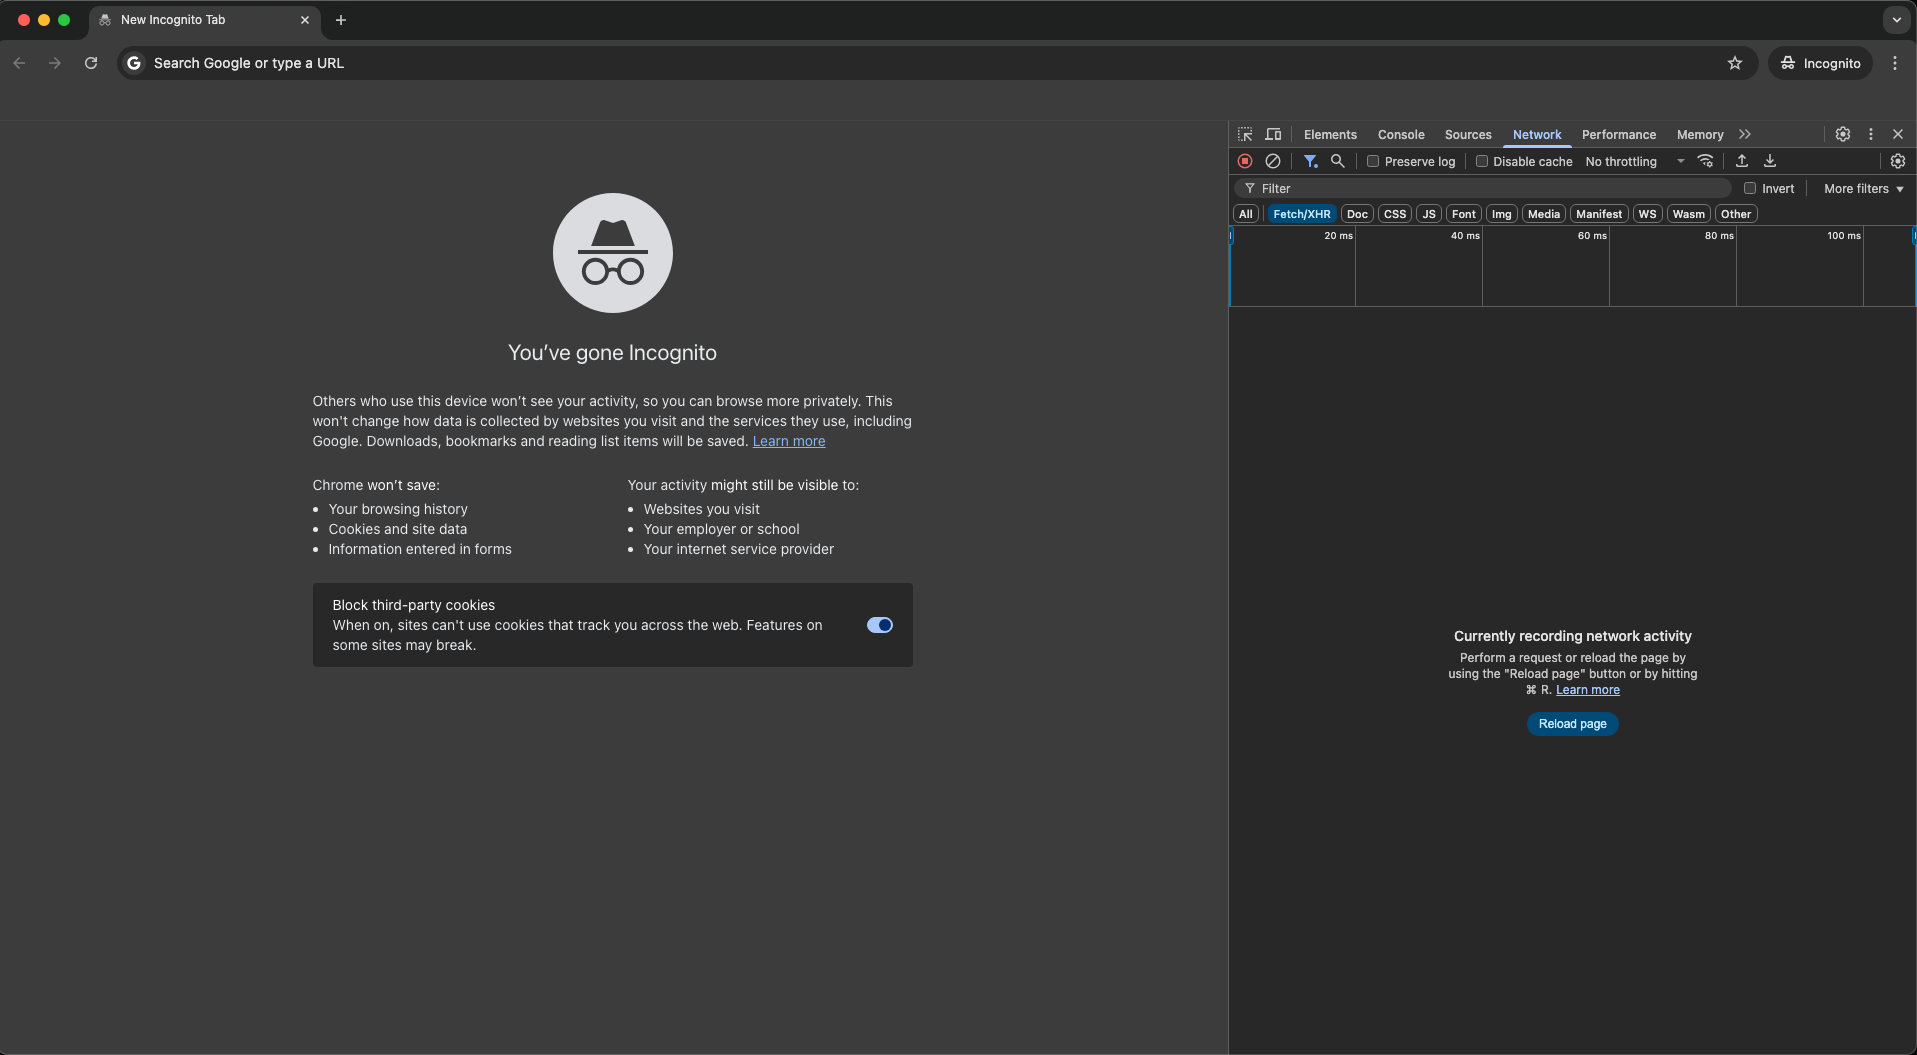 New Incognito Tab
Search Google or type a URL
Incognito
Elements Console Sources Network Performance Memory
Preserve log Disable cache No throttling
Filter Invert More filters
All Fetch/XHR Doc CSS JS Font Img Media Manifest WS Wasm Other
20 ms 40 ms 60 ms 80 ms 100 ms
You've gone Incognito
Others who use this device won't see your activity, so you can browse more privately. This
won't change how data is collected by websites you visit and the services they use, including
Google. Downloads, bookmarks and reading list items will be saved. Learn more
Chrome won't save:
• Your browsing history
• Cookies and site data
• Information entered in forms
Your activity might still be visible to:
• Websites you visit
• Your employer or school
• Your internet service provider
Block third-party cookies
When on, sites can't use cookies that track you across the web. Features on
some sites may break.
Currently recording network activity
Perform a request or reload the page by
using the "Reload page" button or by hitting
⌘ R. Learn more
Reload page